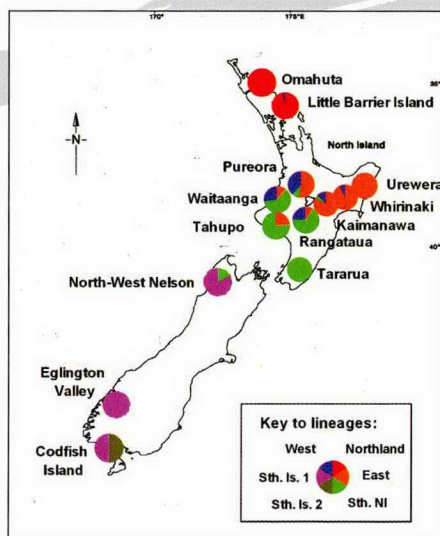 170°
175°
35°
Omahuta
Little Barrier Island
-N-
North Island
Pureora
Urewera
Waitaanga
Whirinaki
Kaimanawa
Tahupo
Rangataua
40°
North-West Nelson
Tararua
Eglington
Valley
Codfish
Island
Key to lineages:
West Northland
Sth. Is. 1 East
Sth. Is. 2 Sth. NI